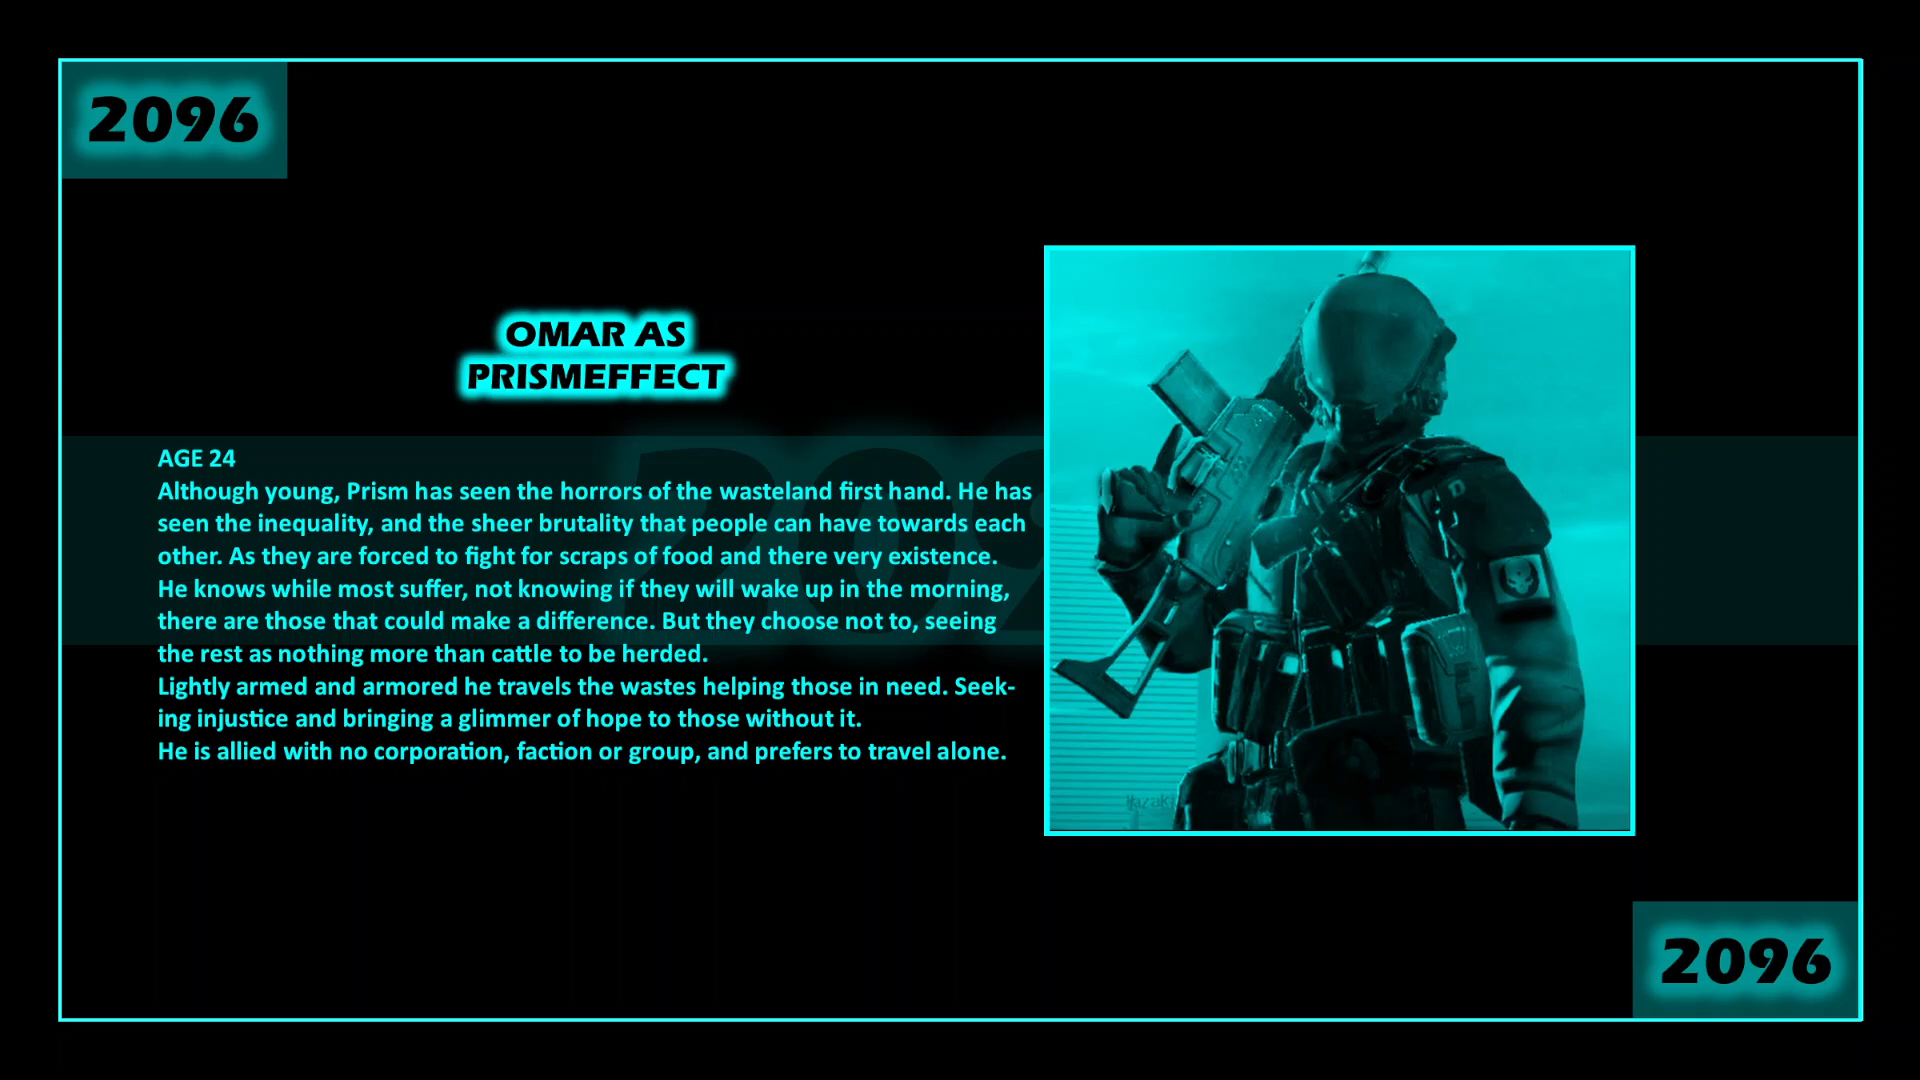 2096
OMAR AS
PRISMEFFECT
AGE 24
Although young, Prism has seen the horrors of the wasteland first hand. He has
seen the inequality, and the sheer brutality that people can have towards each
other. As they are forced to fight for scraps of food and there very existence.
He knows while most suffer, not knowing if they will wake up in the morning,
there are those that could make a difference. But they choose not to, seeing
the rest as nothing more than cattle to be herded.
Lightly armed and armored he travels the wastes helping those in need. Seek-
ing injustice and bringing a glimmer of hope to those without it.
He is allied with no corporation, faction or group, and prefers to travel alone.
2096